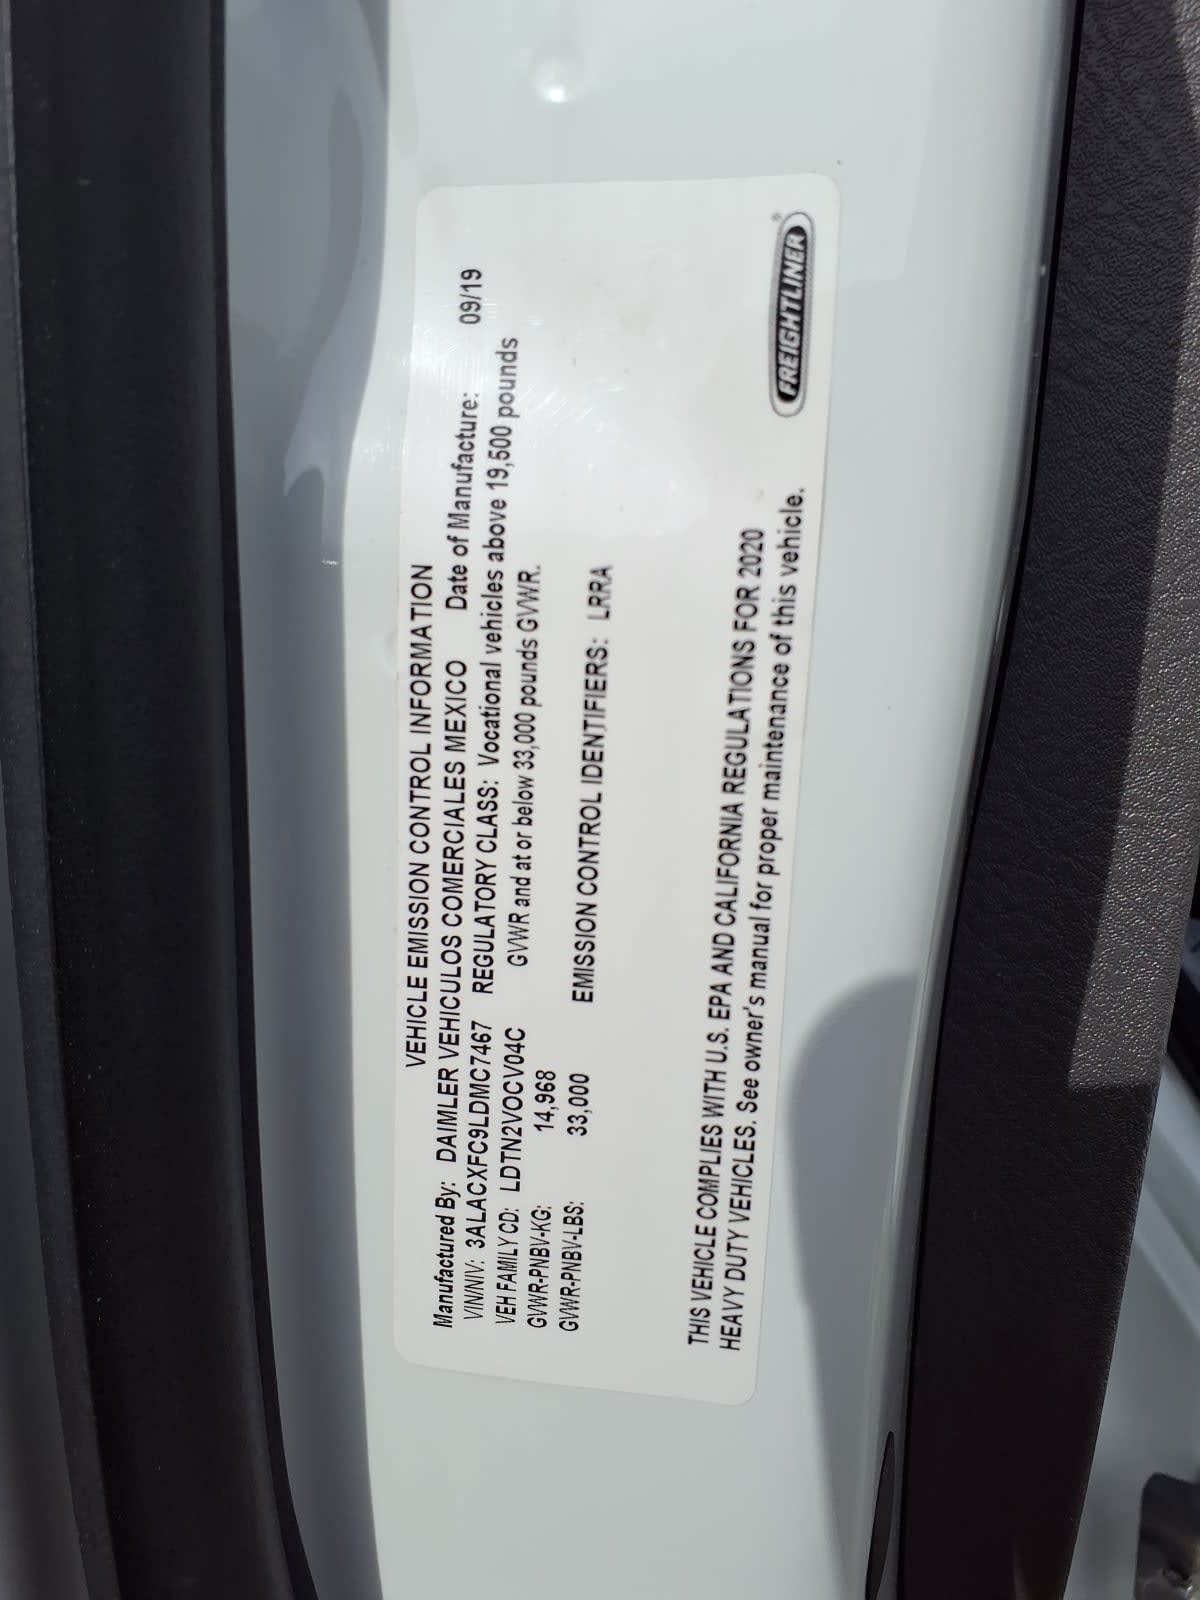 VEHICLE EMISSION CONTROL INFORMATION
Manufactured By: DAIMLER VEHICULOS COMERCIALES MEXICO Date of Manufacture: 09/19
VIN/NIV: 3ALACXFC9LDMC7467 REGULATORY CLASS: Vocational vehicles above 19,500 pounds
VEH FAMILY CD: LDTN2VOCV04C GVWR and at or below 33,000 pounds GVWR.
GVWR-PNBV-KG: 14,968
GVWR-PNBV-LBS: 33,000 EMISSION CONTROL IDENTIFIERS: LRRA
THIS VEHICLE COMPLIES WITH U.S. EPA AND CALIFORNIA REGULATIONS FOR 2020
HEAVY DUTY VEHICLES. See owner's manual for proper maintenance of this vehicle.
FREIGHTLINER®